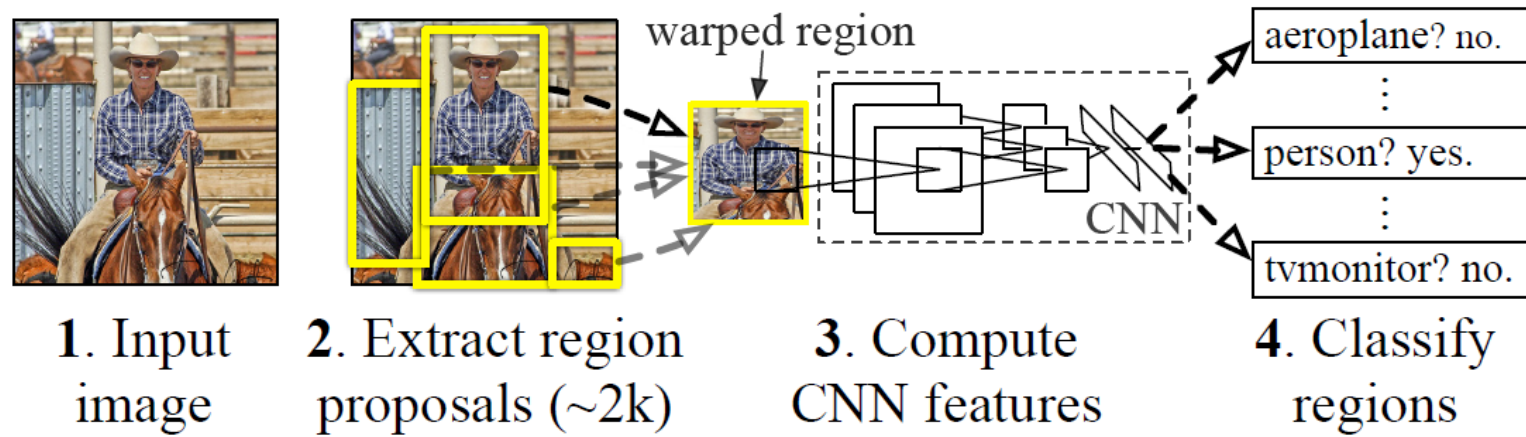 warped region
aeroplane? no.
⋮
person? yes.
CNN
⋮
tvmonitor? no.
1. Input
image
2. Extract region
proposals (~2k)
3. Compute
CNN features
4. Classify
regions